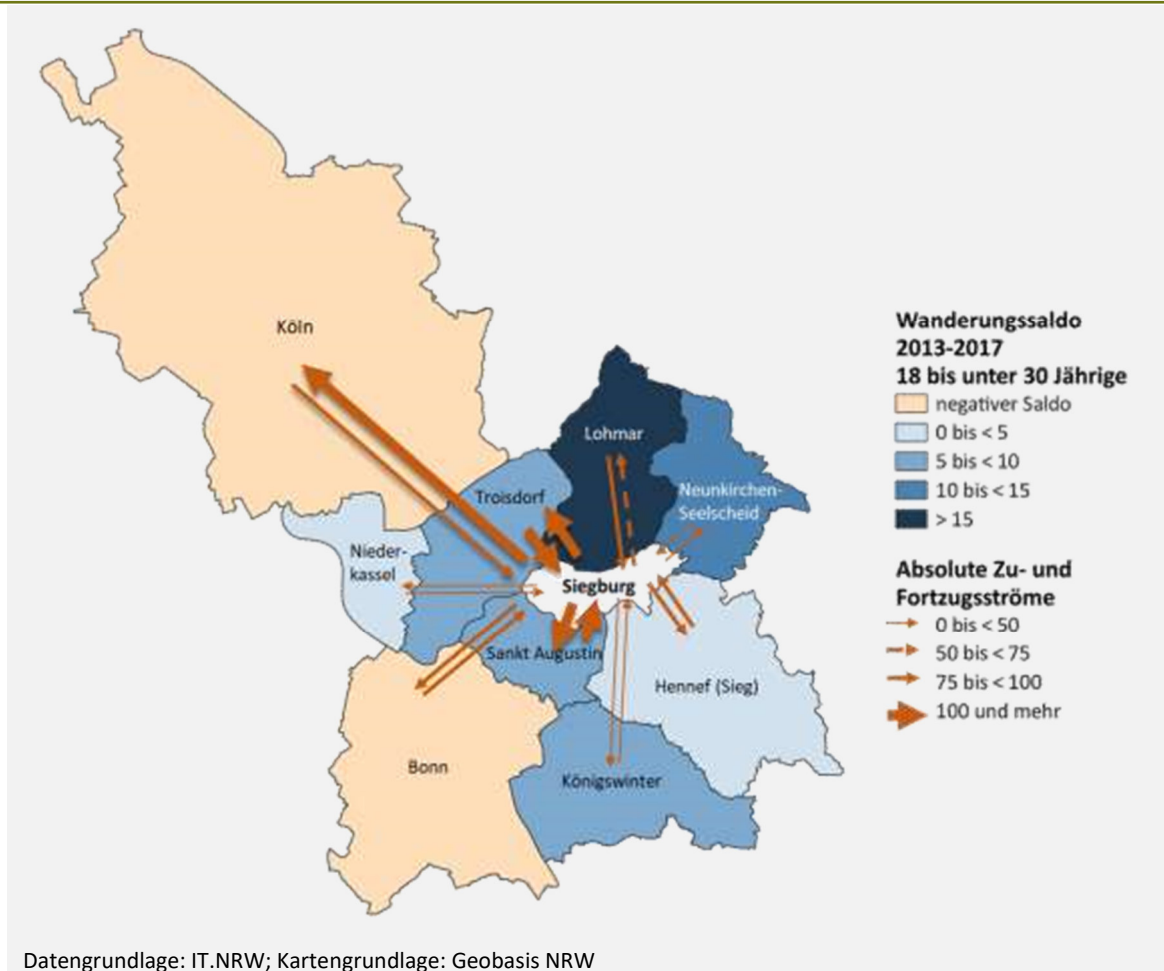 Köln
Lohmar
Troisdorf
Neunkirchen-
Seelscheid
Nieder-
kassel
Siegburg
Sankt Augustin
Hennef (Sieg)
Bonn
Königswinter
Wanderungssaldo
2013-2017
18 bis unter 30 Jährige
negativer Saldo
0 bis < 5
5 bis < 10
10 bis < 15
> 15
Absolute Zu- und
Fortzugsströme
0 bis < 50
50 bis < 75
75 bis < 100
100 und mehr
Datengrundlage: IT.NRW; Kartengrundlage: Geobasis NRW